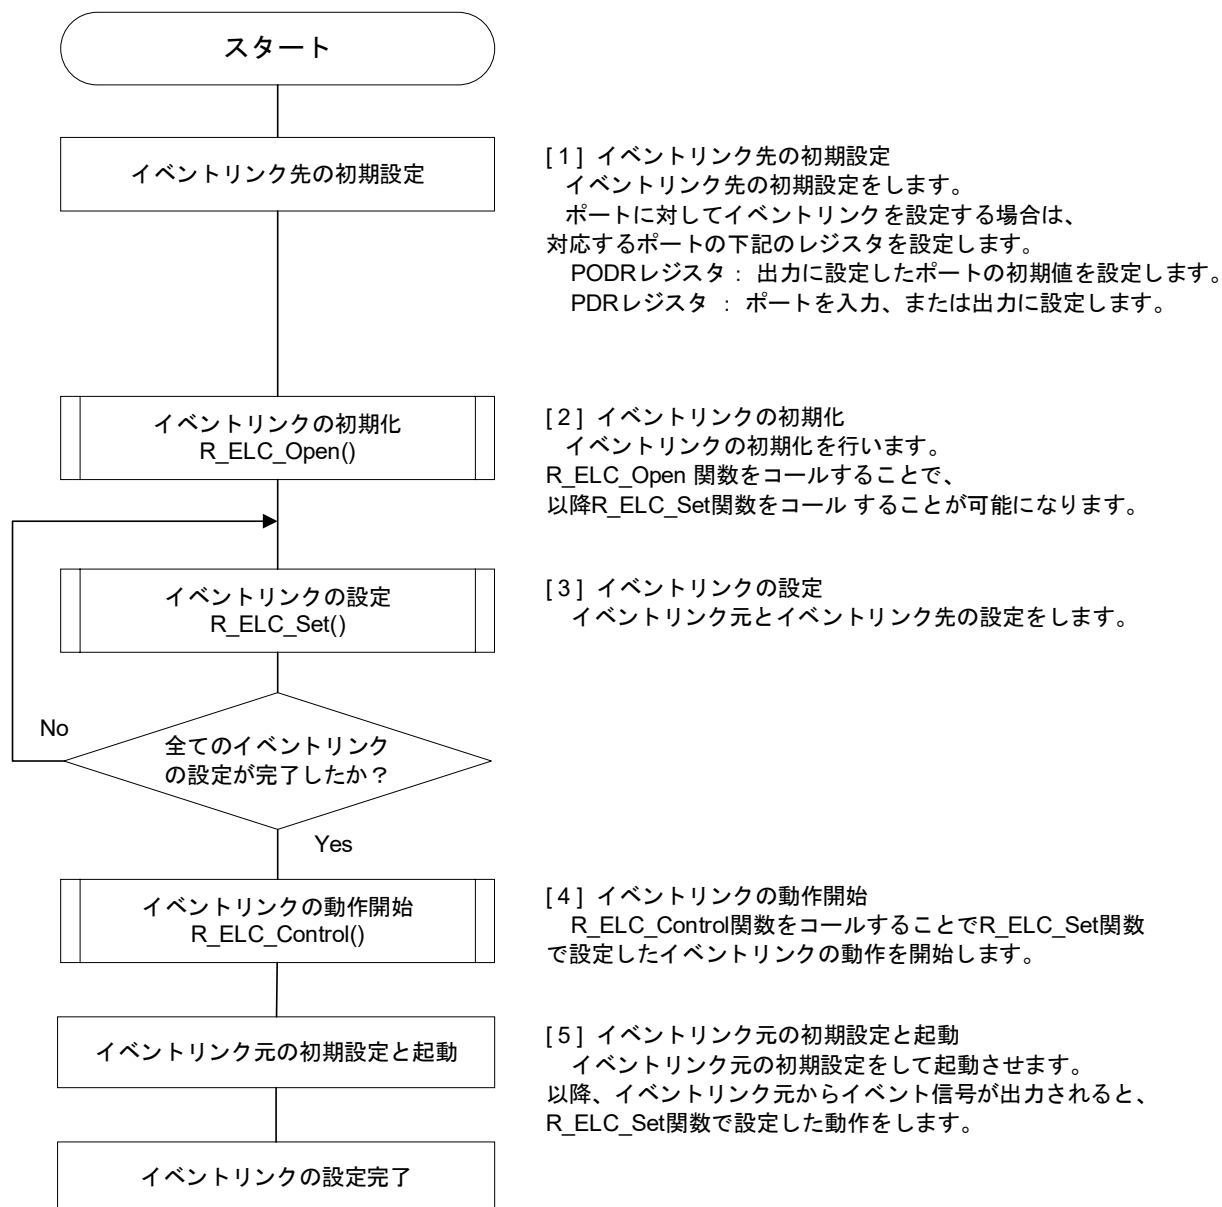 スタート
イベントリンク先の初期設定
[1] イベントリンク先の初期設定
イベントリンク先の初期設定をします。
ポートに対してイベントリンクを設定する場合は、
対応するポートの下記のレジスタを設定します。
PODRレジスタ： 出力に設定したポートの初期値を設定します。
PDRレジスタ ： ポートを入力、または出力に設定します。
イベントリンクの初期化
R_ELC_Open()
[2] イベントリンクの初期化
イベントリンクの初期化を行います。
R_ELC_Open 関数をコールすることで、
以降R_ELC_Set関数をコール することが可能になります。
イベントリンクの設定
R_ELC_Set()
[3] イベントリンクの設定
イベントリンク元とイベントリンク先の設定をします。
No
全てのイベントリンク
の設定が完了したか？
Yes
イベントリンクの動作開始
R_ELC_Control()
[4] イベントリンクの動作開始
R_ELC_Control関数をコールすることでR_ELC_Set関数
で設定したイベントリンクの動作を開始します。
イベントリンク元の初期設定と起動
[5] イベントリンク元の初期設定と起動
イベントリンク元の初期設定をして起動させます。
以降、イベントリンク元からイベント信号が出力されると、
R_ELC_Set関数で設定した動作をします。
イベントリンクの設定完了